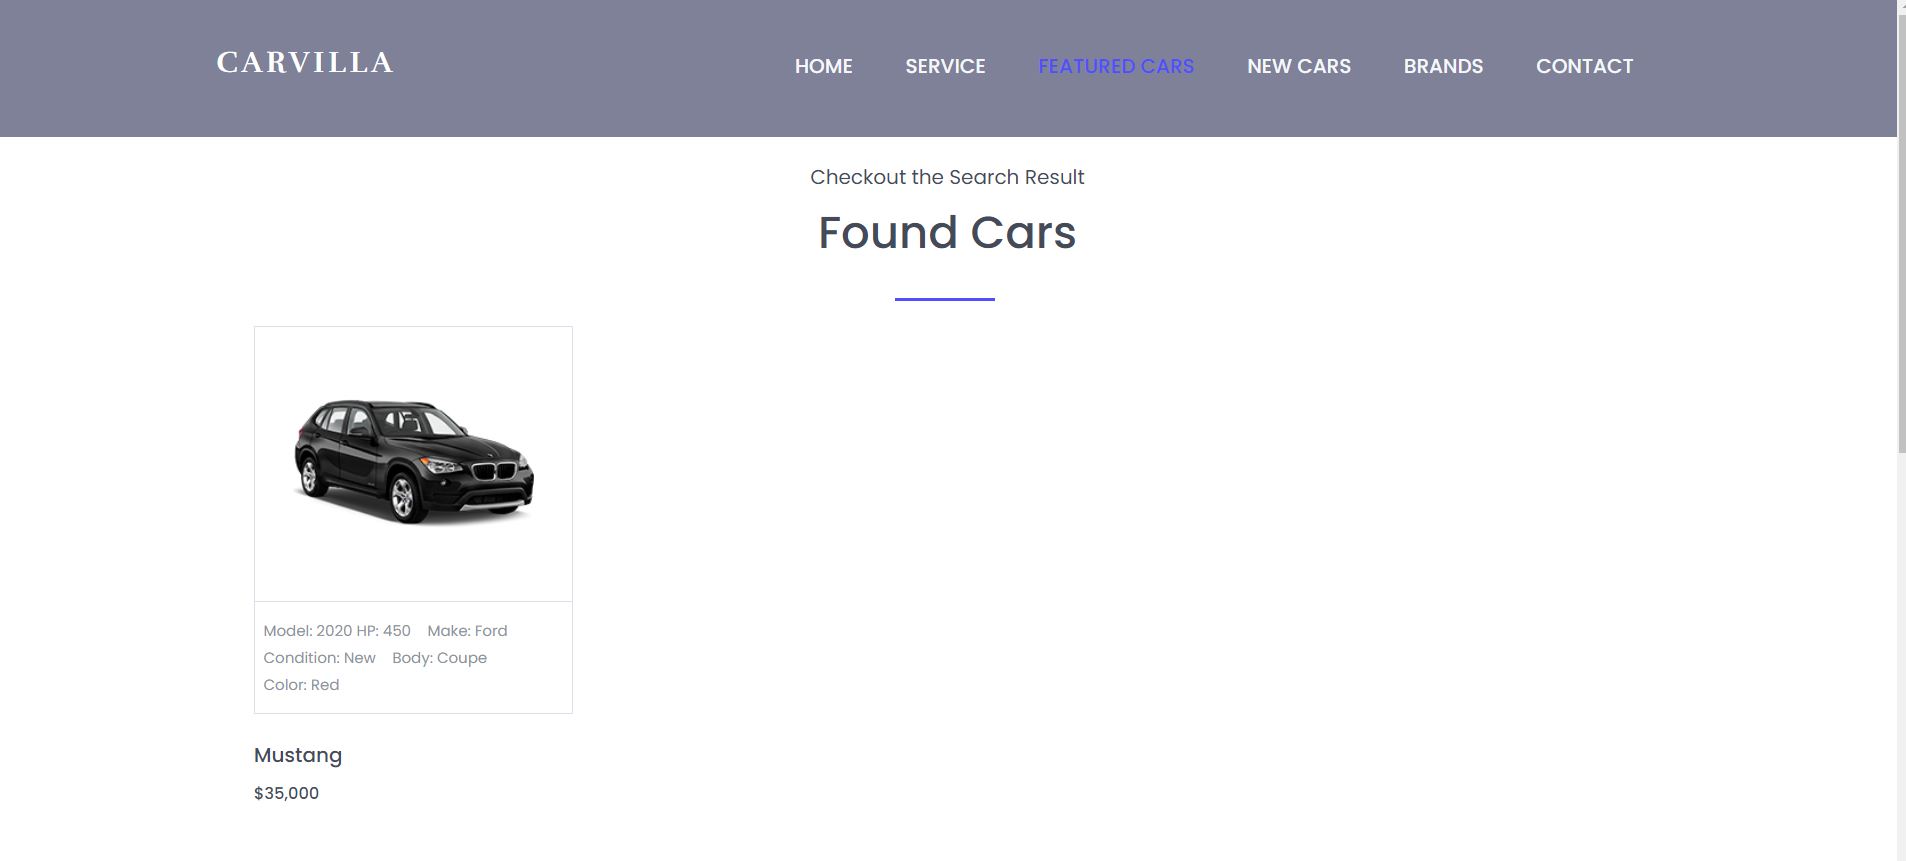 CARVILLA
HOME SERVICE FEATURED CARS NEW CARS BRANDS CONTACT
Checkout the Search Result
Found Cars
Model: 2020 HP: 450 Make: Ford
Condition: New Body: Coupe
Color: Red
Mustang
$35,000